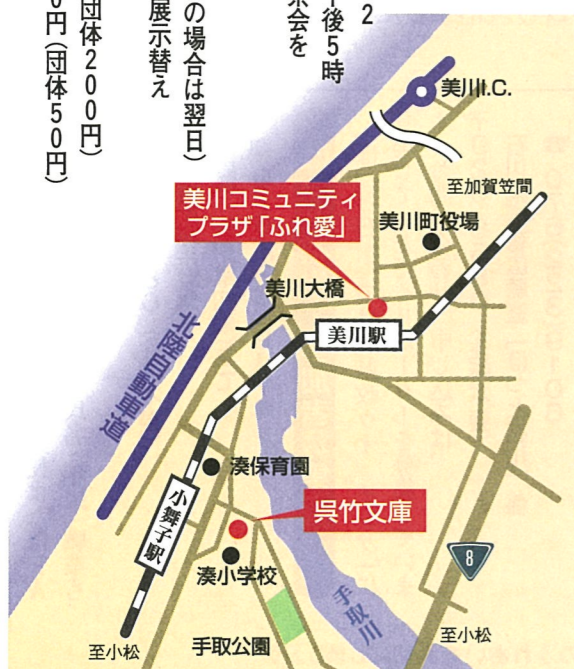 2
後5時
会を
の場合は翌日)
展示替え
団体200円)
0円(団体50円)
美川I.C.
至加賀笠間
美川コミュニティ
プラザ「ふれ愛」
美川町役場
美川大橋
美川駅
北陸自動車道
湊保育園
小舞子駅
呉竹文庫
湊小学校
8
手取川
手取公園
至小松
至小松